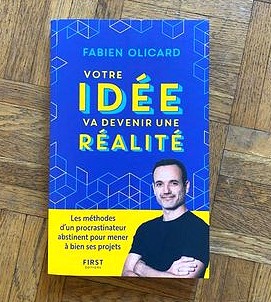 FABIEN OLICARD
VOTRE
IDÉE
VA DEVENIR UNE
RÉALITÉ
Les méthodes
d'un procrastinateur
abstinent pour mener
à bien ses projets
FIRST
ÉDITIONS